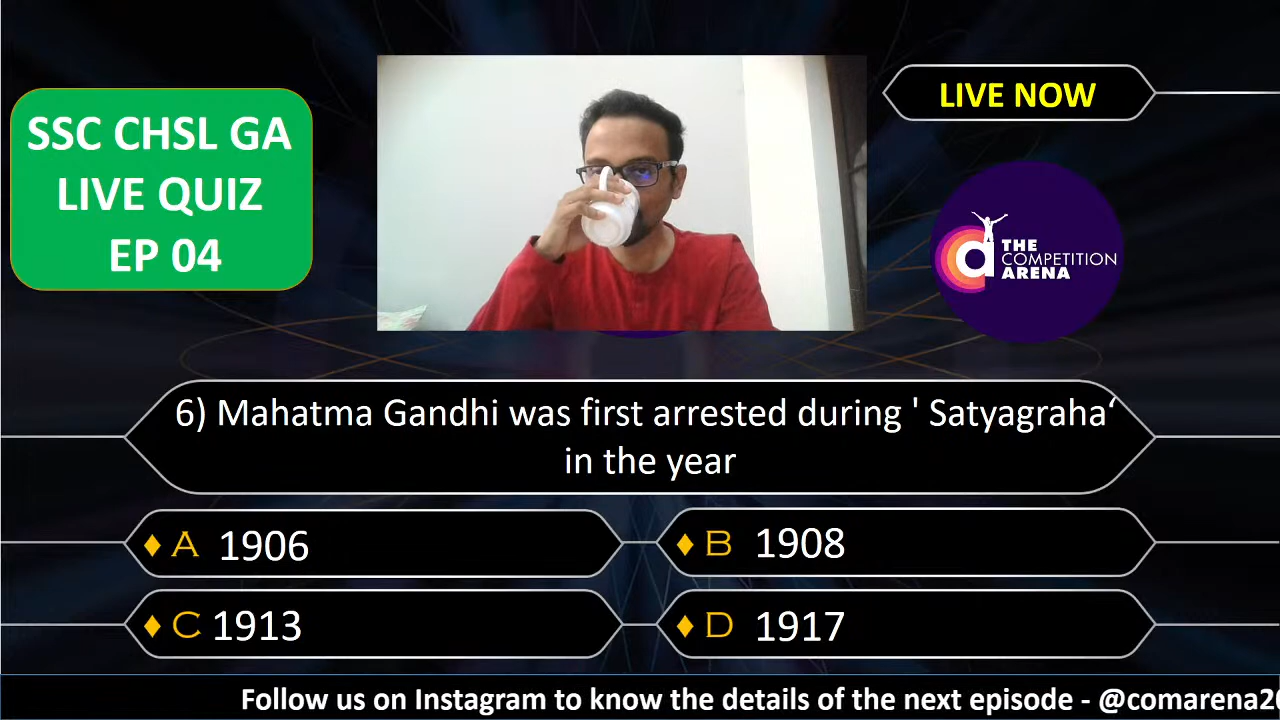 SSC CHSL GA
LIVE QUIZ
EP 04
LIVE NOW
THE
COMPETITION
ARENA
6) Mahatma Gandhi was first arrested during ' Satyagraha‘
in the year
A 1906
B 1908
C 1913
D 1917
Follow us on Instagram to know the details of the next episode -